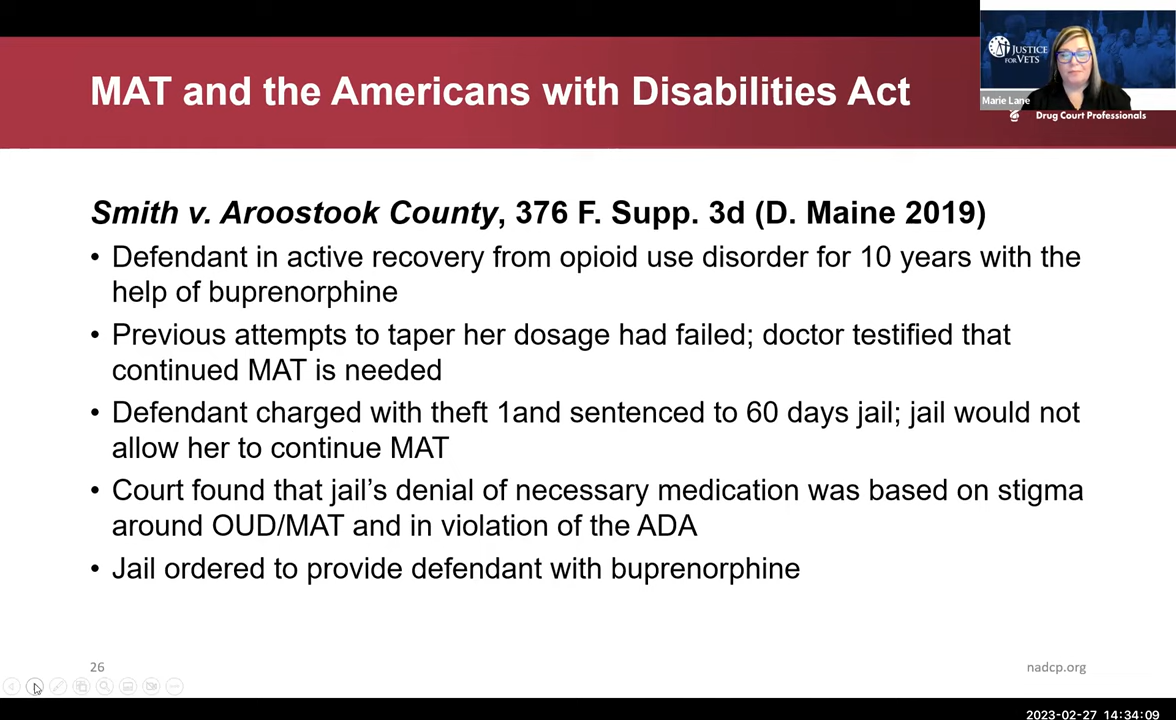 MAT and the Americans with Disabilities Act
JUSTICE
FOR VETS
Marie Lane
Drug Court Professionals
Smith v. Aroostook County, 376 F. Supp. 3d (D. Maine 2019)
• Defendant in active recovery from opioid use disorder for 10 years with the
help of buprenorphine
• Previous attempts to taper her dosage had failed; doctor testified that
continued MAT is needed
• Defendant charged with theft 1and sentenced to 60 days jail; jail would not
allow her to continue MAT
• Court found that jail’s denial of necessary medication was based on stigma
around OUD/MAT and in violation of the ADA
• Jail ordered to provide defendant with buprenorphine
26
nadcp.org
2023-02-27 14:34:09